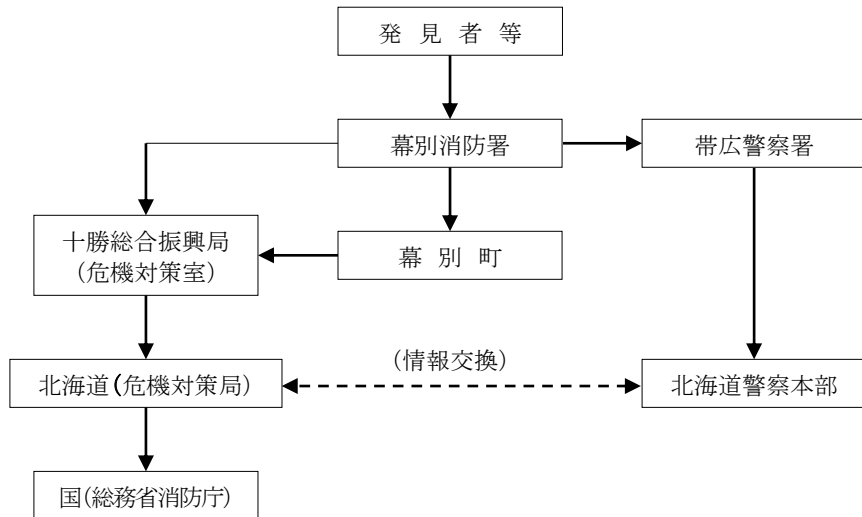 発 見 者 等
幕別消防署
帯広警察署
十勝総合振興局
(危機対策室)
幕 別 町
(情報交換)
北海道(危機対策局)
北海道警察本部
国(総務省消防庁)